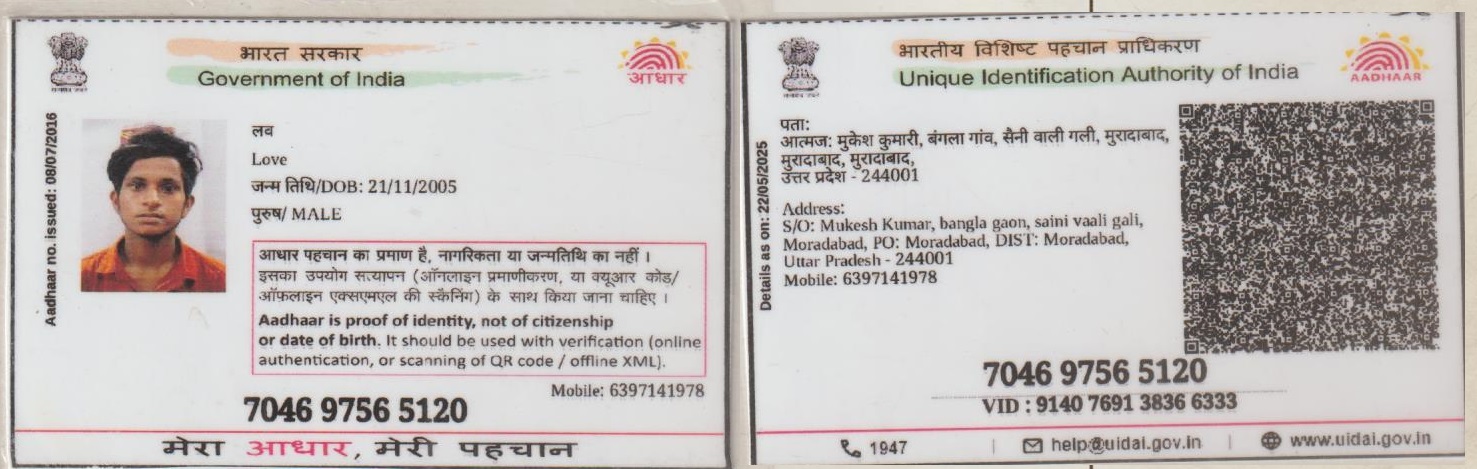 भारत सरकार
Government of India
आधार
Aadhaar no. issued: 08/07/2016
लव
Love
जन्म तिथि/DOB: 21/11/2005
पुरुष/ MALE
आधार पहचान का प्रमाण है, नागरिकता या जन्मतिथि का नहीं ।
इसका उपयोग सत्यापन (ऑनलाइन प्रमाणीकरण, या क्यूआर कोड/
ऑफलाइन एक्सएमएल की स्कैनिंग) के साथ किया जाना चाहिए ।
Aadhaar is proof of identity, not of citizenship
or date of birth. It should be used with verification (online
authentication, or scanning of QR code / offline XML).
Mobile: 6397141978
7046 9756 5120
मेरा आधार, मेरी पहचान
भारतीय विशिष्ट पहचान प्राधिकरण
Unique Identification Authority of India
AADHAAR
Details as on: 22/05/2025
पता:
आत्मज: मुकेश कुमारी, बंगला गांव, सैनी वाली गली, मुरादाबाद,
मुरादाबाद, मुरादाबाद,
उत्तर प्रदेश - 244001
Address:
S/O: Mukesh Kumar, bangla gaon, saini vaali gali,
Moradabad, PO: Moradabad, DIST: Moradabad,
Uttar Pradesh - 244001
Mobile: 6397141978
7046 9756 5120
VID : 9140 7691 3836 6333
1947 | help@uidai.gov.in | www.uidai.gov.in